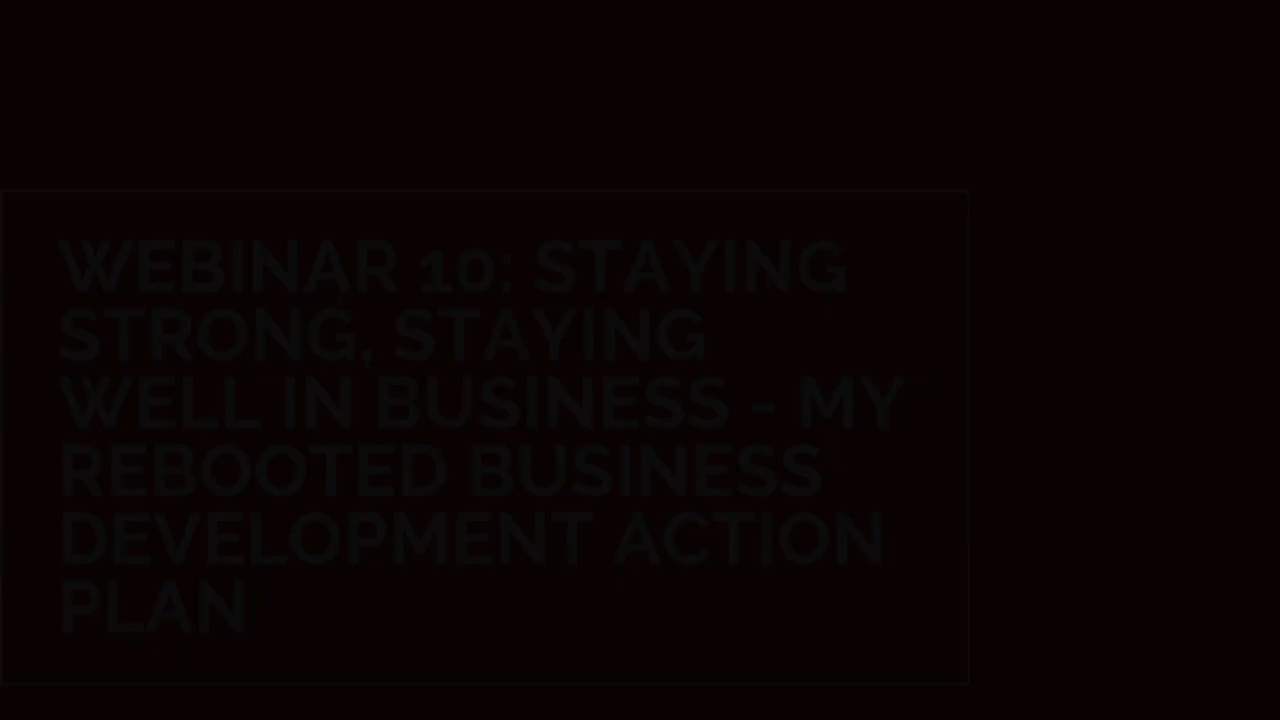 WEBINAR 10: STAYING
STRONG, STAYING
WELL IN BUSINESS - MY
REBOOTED BUSINESS
DEVELOPMENT ACTION
PLAN